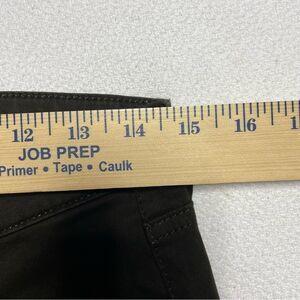 12 13 14 15 16
JOB PREP
Primer • Tape • Caulk